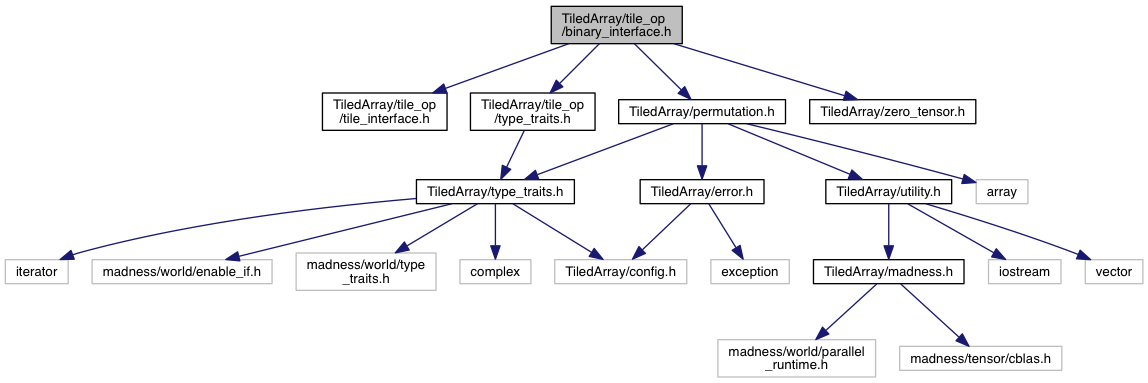 TiledArray/tile_op
/binary_interface.h
TiledArray/tile_op
/tile_interface.h
TiledArray/tile_op
/type_traits.h
TiledArray/permutation.h
TiledArray/zero_tensor.h
TiledArray/type_traits.h
TiledArray/error.h
TiledArray/utility.h
array
iterator
madness/world/enable_if.h
madness/world/type
_traits.h
complex
TiledArray/config.h
exception
TiledArray/madness.h
iostream
vector
madness/world/parallel
_runtime.h
madness/tensor/cblas.h